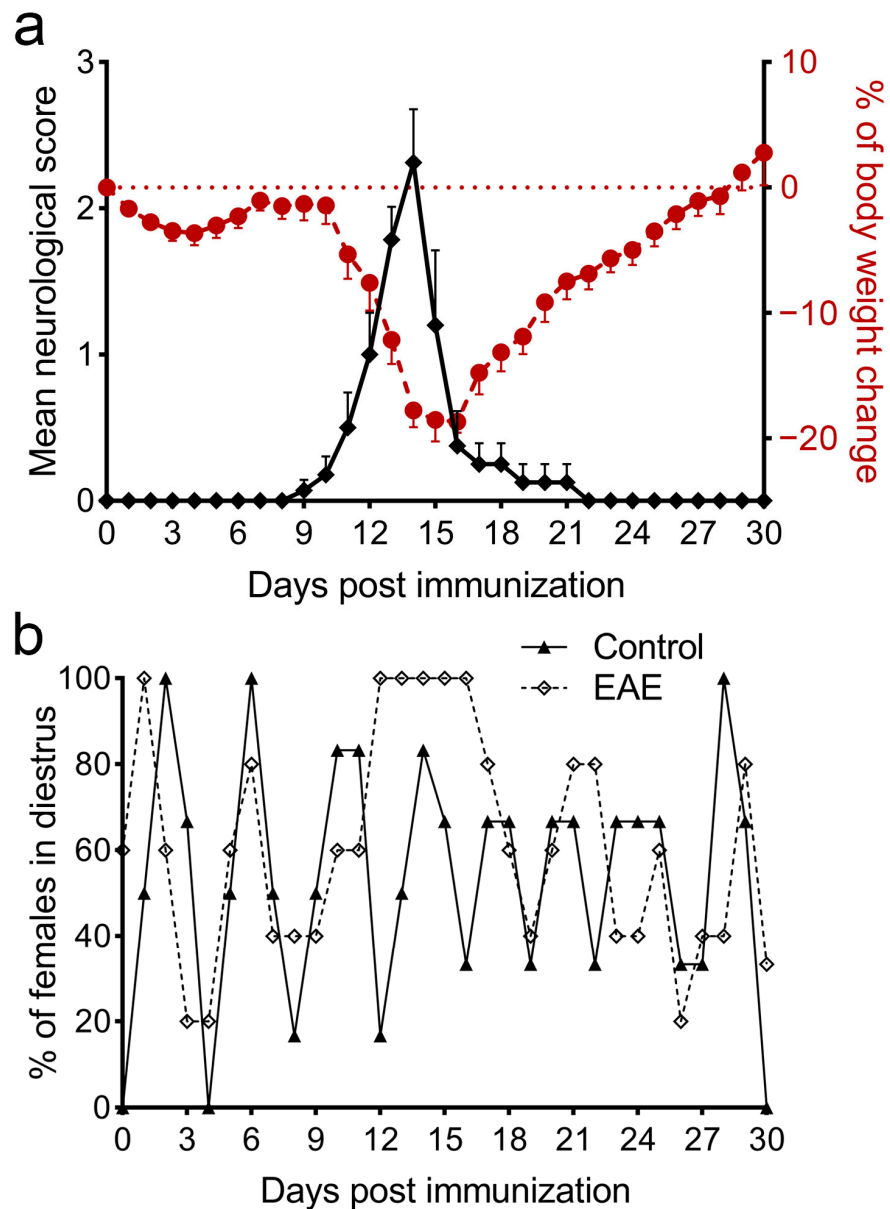 a
Mean neurological score
% of body weight change
3
2
1
0
10
0
−10
−20
0 3 6 9 12 15 18 21 24 27 30
Days post immunization
b
Control
EAE
% of females in diestrus
100
80
60
40
20
0
0 3 6 9 12 15 18 21 24 27 30
Days post immunization